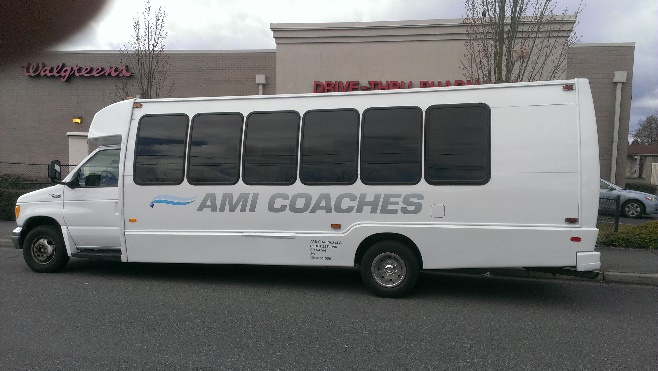 Walgreens
DRIVE-THRU PHARMACY
AMI COACHES